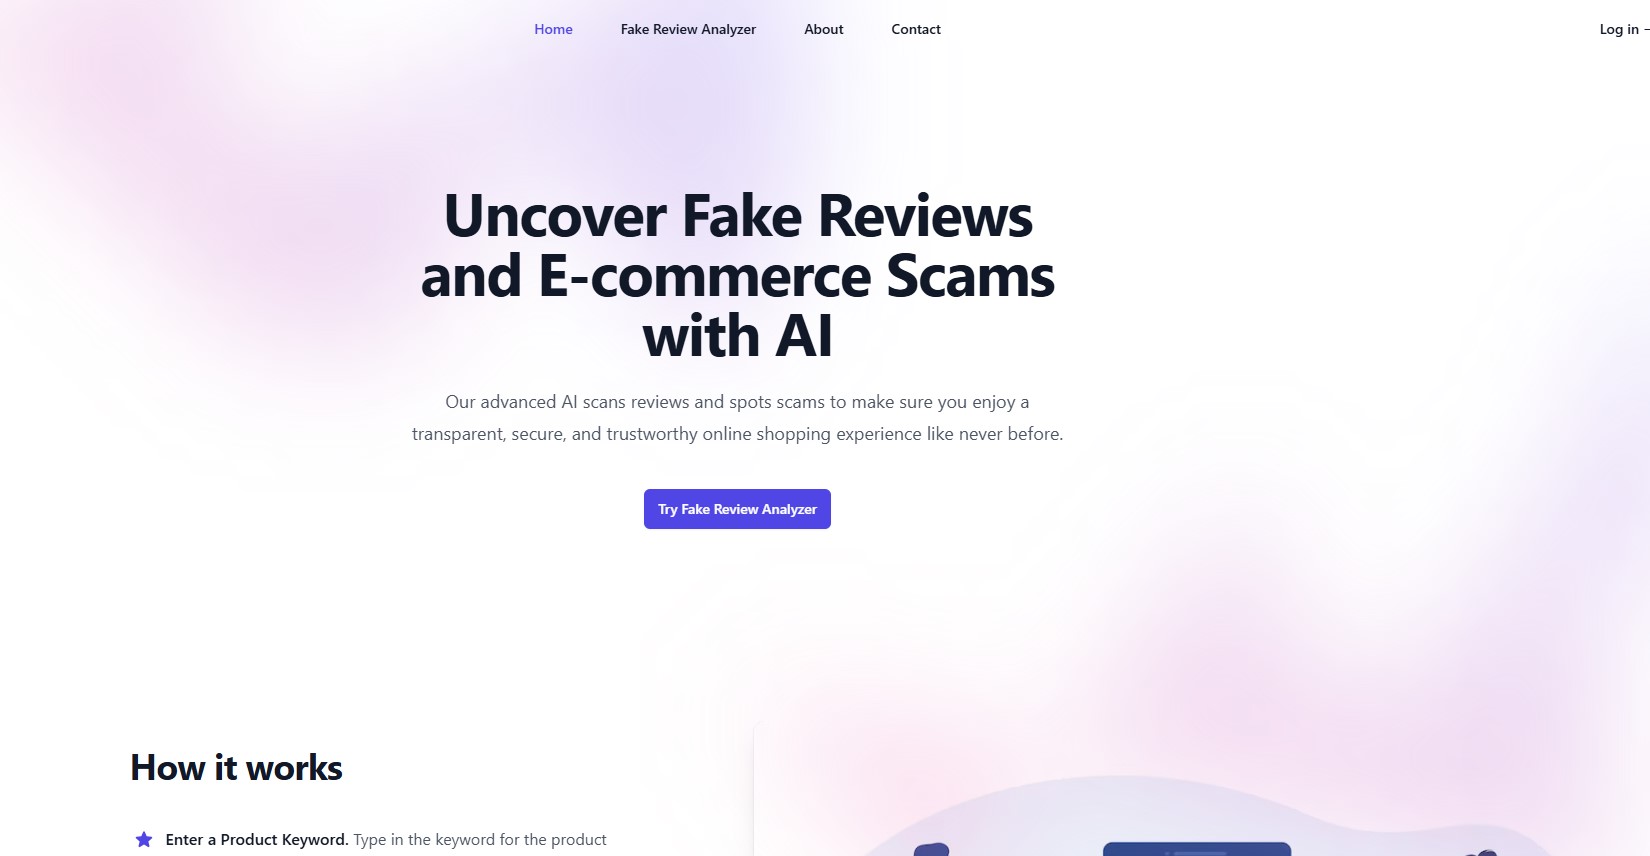 Home Fake Review Analyzer About Contact Log in
Uncover Fake Reviews
and E-commerce Scams
with AI
Our advanced AI scans reviews and spots scams to make sure you enjoy a
transparent, secure, and trustworthy online shopping experience like never before.
Try Fake Review Analyzer
How it works
Enter a Product Keyword. Type in the keyword for the product